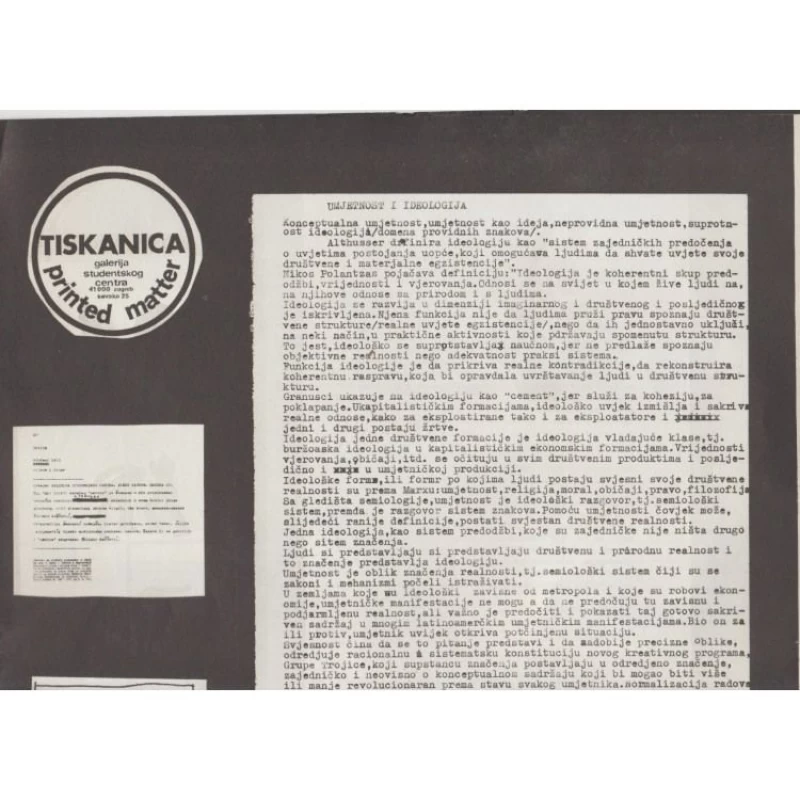 TISKANICA
galerija
studentskog
centra
41000 zagreb
savska 25
printed matter
UMJETNOST I IDEOLOGIJA
Konceptualna umjetnost,umjetnost kao ideja,neprovidna umjetnost,suprotn-
ost ideologija/domena providnih znakova/.
Althusser definira ideologiju kao "sistem zajedničkih predočenja
o uvjetima postojanja uopće,koji omogućava ljudima da shvate uvjete svoje
društvene i materjalne egzistencije".
Nikos Polantzas pojačava definiciju:"Ideologija je koherentni skup pred-
odžbi,vrijednosti i vjerovanja.Odnosi se na svijet u kojem žive ljudi na,
na njihove odnose sa prirodom i s ljudima.
Ideologija se razvija u dimenziji imaginarnog i društvenog i posljedičnog
je iskrivljena.Njena funkcija nije da ljudima pruži pravu spoznaju društ-
vene strukture/realne uvjete egzistencije/,nego da ih jednostavno uključi,
na neki način,u praktične aktivnosti koje pdržavaju spomenutu strukturu.
To jest,ideološko se suprotstavlja naučnom,jer ne predlaže spoznaju
objektivne realnosti nego adekvatnost praksi sistema.
Funkcija ideologije je da prikriva realne kontradikcije,da rekonstruira
koherentnu raspravu,koja bi opravdala uvrštavanje ljudi u društvenu stru-
kturu.
Granusci ukazuje na ideologiju kao "cement",jer služi za koheziju,za
poklapanje.Ukapitalističkim formacijama,ideološko uvjek izmišlja i sakriva
realne odnose,kako za eksploatirane tako i za eksploatatore i xxxxxxix
jedni i drugi postaju žrtve.
Ideologija jedne društvene formacije je ideologija vladajuće klase,tj.
buržoaska ideologija u kapitalističkim ekonomskim formacijama.Vrijednosti
vjerovanja,običaji,itd. se očituju u svim društvenim produktima i poslje-
dično i xxxx u umjetničkoj produkciji.
Ideološke forme,ili formr po kojima ljudi postaju svjesni svoje društvene
realnosti su prema Marxu:umjetnost,religija,moral,običaji,pravo,filozofija
Sa gledišta semiologije,umjetnost je ideološki razgovor,tj.semiološki
sistem,premda je razgovor sistem znakova.Pomoću umjetnosti čovjek može,
slijedeći ranije definicije,postati svjestan društvene realnosti.
Jedna ideologija,kao sistem predodžbi,koje su zajedničke nije ništa drugo
nego sitem značenja.
Ljudi si predstavljaju si predstavljaju društvenu i prirodnu realnost i
to značenje predstavlja ideologiju.
Umjetnost je oblik značenja realnosti,tj.semiološki sistem čiji su se
zakoni i mehanizmi počeli istraživati.
U zemljama koje su ideološki zavisne od metropola i koje su robovi ekon-
omije,umjetničke manifestacije ne mogu a da ne predočuju tu zavisnu i
podjarmljenu realnost,ali važno je predočiti i pokazati taj gotovo sakri-
ven sadržaj u mnogim latinoamerčkim umjetničkim manifestacijama.Bio on za
ili protiv,umjetnik uvijek otkriva potčinjenu situaciju.
Svjesnost čina da se to pitanje predstavi i da zadobije precizne oblike,
odredjuje racionalnu i sistematsku konstituciju novog kreativnog programa,
Grupe Trojice,koji supstancu značenja postavljaju u odredjeno značenje,
zajedničko i neovisno o konceptualnom sadržaju koji bi mogao biti više
ili manje revolucionaran prema stavu svakog umjetnika.Normalizacija radova